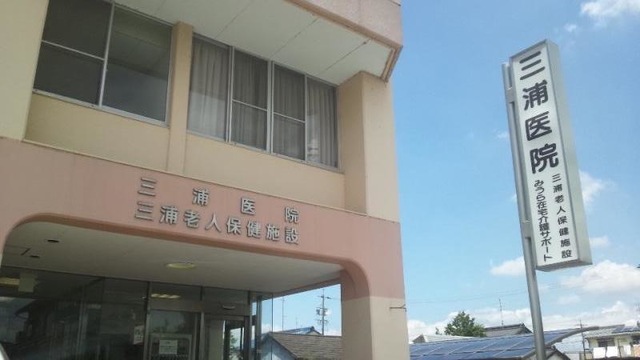 三浦医院
三浦老人保健施設
三浦医院
三浦老人保健施設
みうら在宅介護サポート